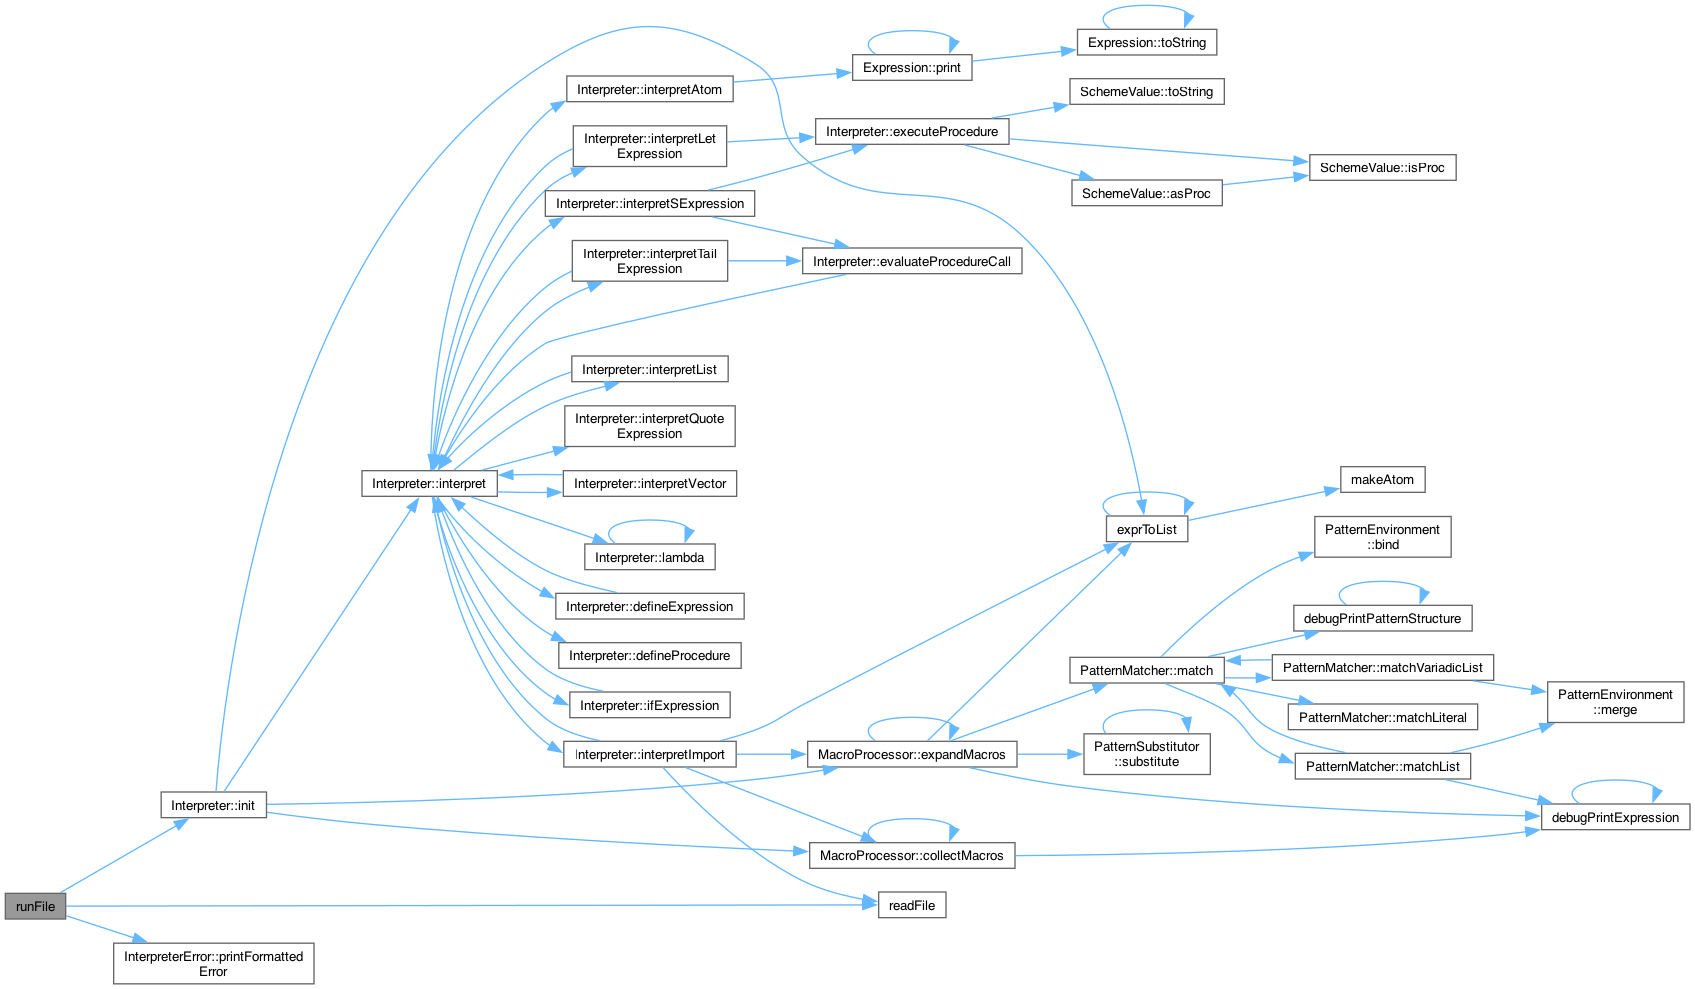 Expression::toString
Expression::print
Interpreter::interpretAtom
SchemeValue::toString
Interpreter::executeProcedure
Interpreter::interpretLet
Expression
SchemeValue::isProc
SchemeValue::asProc
Interpreter::interpretSExpression
Interpreter::interpretTail
Expression
Interpreter::evaluateProcedureCall
Interpreter::interpretList
Interpreter::interpretQuote
Expression
Interpreter::interpret
Interpreter::interpretVector
makeAtom
exprToList
PatternEnvironment
::bind
Interpreter::lambda
Interpreter::defineExpression
debugPrintPatternStructure
Interpreter::defineProcedure
PatternMatcher::match
PatternMatcher::matchVariadicList
PatternEnvironment
::merge
Interpreter::ifExpression
PatternMatcher::matchLiteral
Interpreter::interpretImport
MacroProcessor::expandMacros
PatternSubstitutor
::substitute
PatternMatcher::matchList
Interpreter::init
debugPrintExpression
MacroProcessor::collectMacros
runFile
readFile
InterpreterError::printFormatted
Error